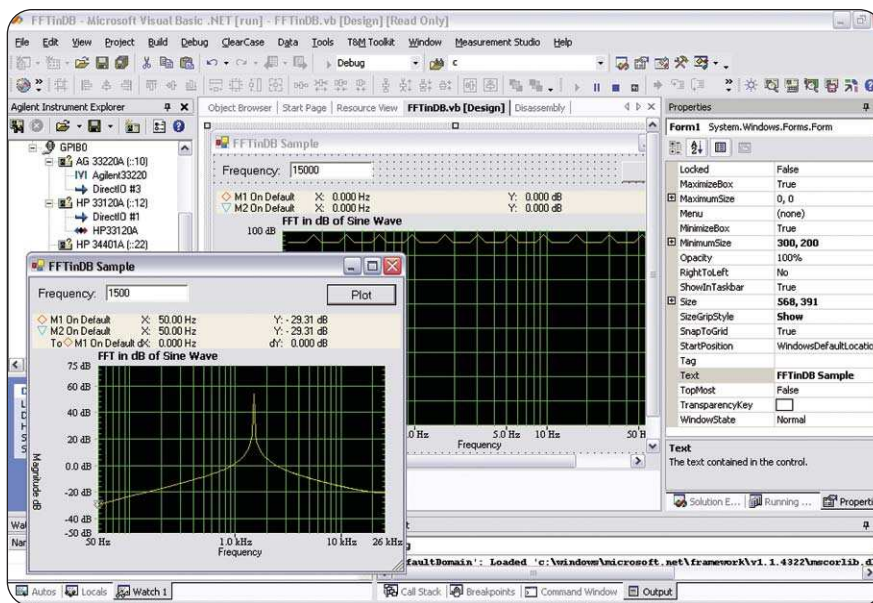 FFTinDB - Microsoft Visual Basic .NET [run] - FFTinDB.vb [Design] [Read Only]
File Edit View Project Build Debug ClearCase Data Tools T&M Toolkit Window Measurement Studio Help
Debug c
Agilent Instrument Explorer
Object Browser Start Page Resource View FFTinDB.vb [Design] Disassembly
Properties
GPIB0
AG 33220A (::10)
IVI Agilent33220
DirectIO #3
HP 33120A (::12)
DirectIO #1
HP33120A
HP 34401A (::22)
FFTinDB Sample
Frequency: 15000
M1 On Default X: 0.000 Hz Y: 0.000 dB
M2 On Default X: 0.000 Hz Y: 0.000 dB
FFT in dB of Sine Wave
100 dB
5.0 Hz 10 Hz
Frequency
FFTinDB Sample
Frequency: 1500
Plot
M1 On Default X: 50.00 Hz Y: -29.31 dB
M2 On Default X: 50.00 Hz Y: -29.31 dB
To M1 On Default dX: 0.000 Hz dY: 0.000 dB
FFT in dB of Sine Wave
75 dB
60 dB
40 dB
20 dB
0.0 dB
-20 dB
-40 dB
-50 dB
Magnitude dB
50 Hz 1.0 kHz 10 kHz 26 kHz
Frequency
Form1 System.Windows.Forms.Form
Locked False
MaximizeBox True
MaximumSize 0, 0
Menu (none)
MinimizeBox True
MinimumSize 300, 200
Opacity 100%
RightToLeft No
ShowInTaskbar True
Size 568, 391
SizeGripStyle Show
SnapToGrid True
StartPosition WindowsDefaultLocatio
Tag
Text FFTinDB Sample
TopMost False
TransparencyKey
WindowState Normal
Text
The text contained in the control.
Solution E... Running ... Properti
faultDomain': Loaded 'c:\windows\microsoft.net\framework\v1.1.4322\mscorlib.d
Autos Locals Watch 1
Call Stack Breakpoints Command Window Output